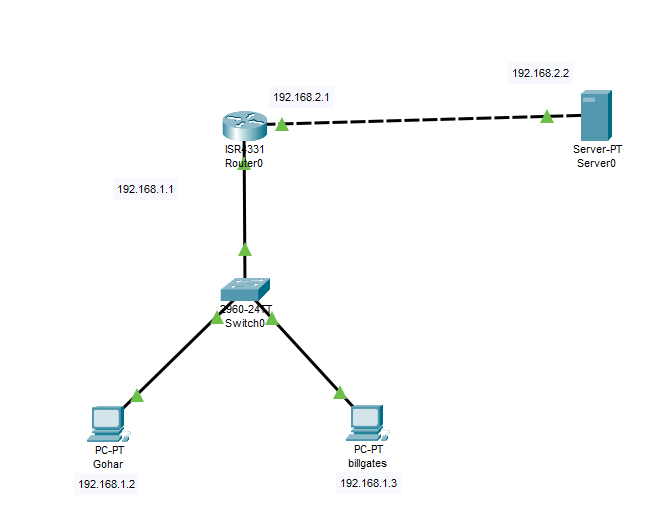 192.168.2.2
192.168.2.1
ISR4331
Router0
Server-PT
Server0
192.168.1.1
2960-24TT
Switch0
PC-PT
Gohar
192.168.1.2
PC-PT
billgates
192.168.1.3